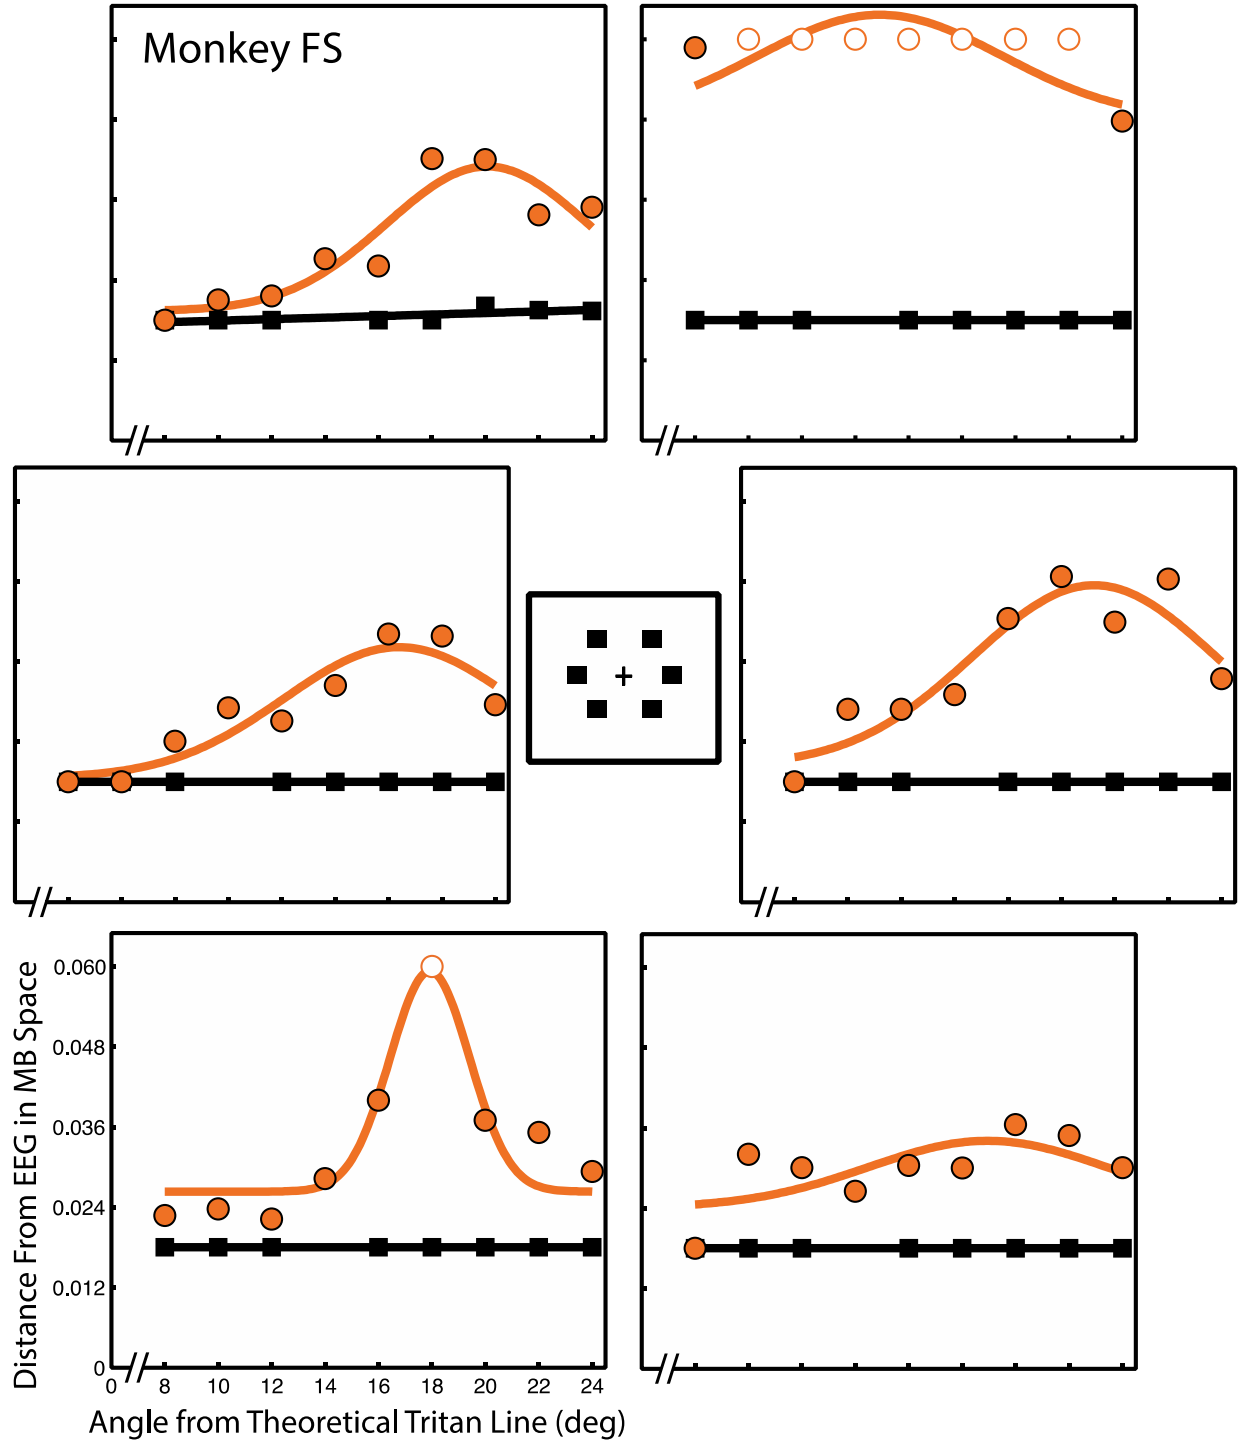 Monkey FS
Distance From EEG in MB Space
0.060
0.048
0.036
0.024
0.012
0
0 8 10 12 14 16 18 20 22 24
Angle from Theoretical Tritan Line (deg)